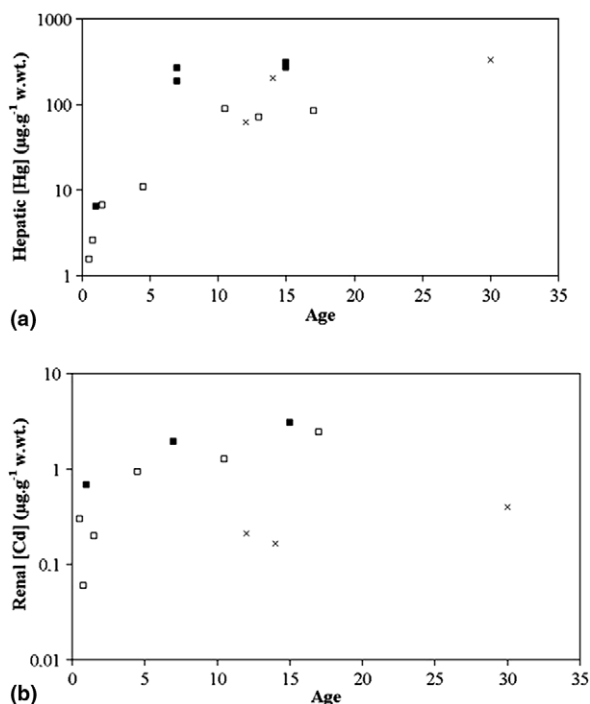 1000
100
10
1
Hepatic [Hg] (µg.g⁻¹ w.wt.)
0 5 10 15 20 25 30 35
Age
(a)
10
1
0.1
0.01
Renal [Cd] (µg.g⁻¹ w.wt.)
0 5 10 15 20 25 30 35
Age
(b)